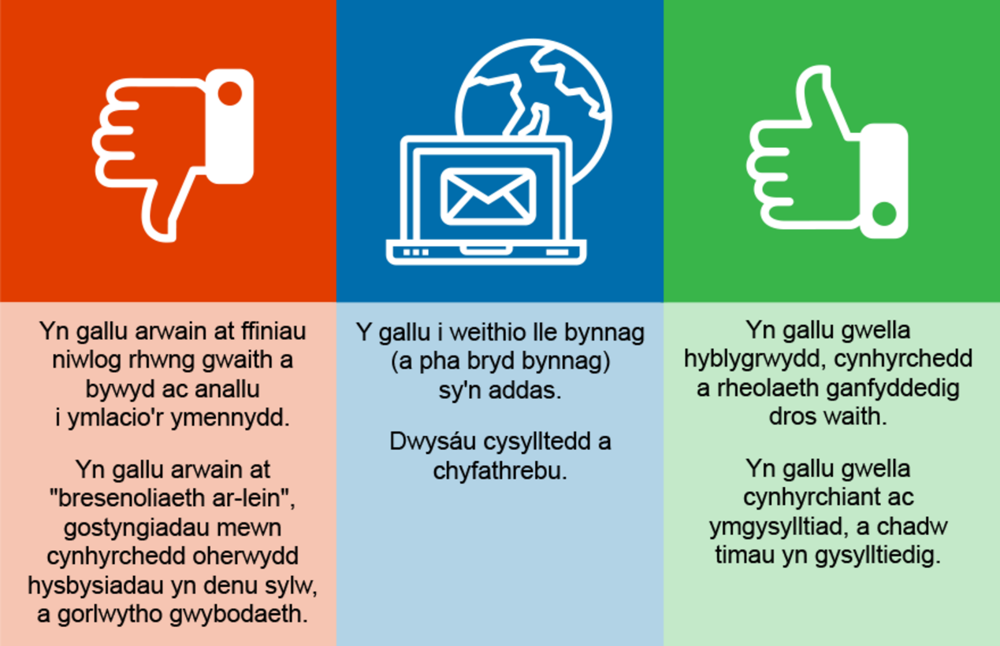 Yn gallu arwain at ffiniau
niwlog rhwng gwaith a
bywyd ac anallu
i ymlacio'r ymennydd.
Yn gallu arwain at
"bresenoliaeth ar-lein",
gostyngiadau mewn
cynhyrchedd oherwydd
hysbysiadau yn denu sylw,
a gorlwytho gwybodaeth.
Y gallu i weithio lle bynnag
(a pha bryd bynnag)
sy'n addas.
Dwysáu cysylltedd a
chyfathrebu.
Yn gallu gwella
hyblygrwydd, cynhyrchedd
a rheolaeth ganfyddedig
dros waith.
Yn gallu gwella
cynhyrchiant ac
ymgysylltiad, a chadw
timau yn gysylltiedig.